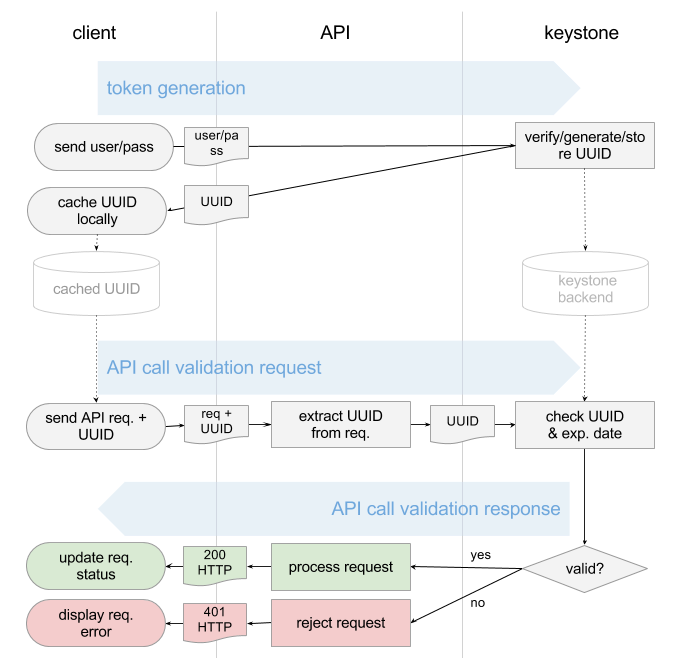 client
API
keystone
token generation
send user/pass
user/pa
ss
verify/generate/sto
re UUID
cache UUID
locally
UUID
cached UUID
keystone
backend
API call validation request
send API req. +
UUID
req +
UUID
extract UUID
from req.
UUID
check UUID
& exp. date
API call validation response
update req.
status
200
HTTP
process request
yes
valid?
no
display req.
error
401
HTTP
reject request